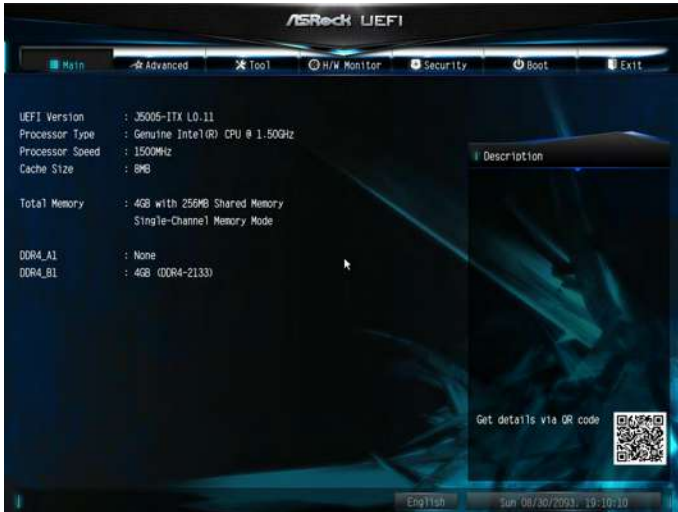 ASRock UEFI
Main Advanced Tool H/W Monitor Security Boot Exit
UEFI Version : J5005-ITX L0.11
Processor Type : Genuine Intel(R) CPU @ 1.50GHz
Processor Speed : 1500MHz
Cache Size : 8MB
Description
Total Memory : 4GB with 256MB Shared Memory
Single-Channel Memory Mode
DDR4_A1 : None
DDR4_B1 : 4GB (DDR4-2133)
Get details via QR code
English Sun 08/30/2093. 19:10:10